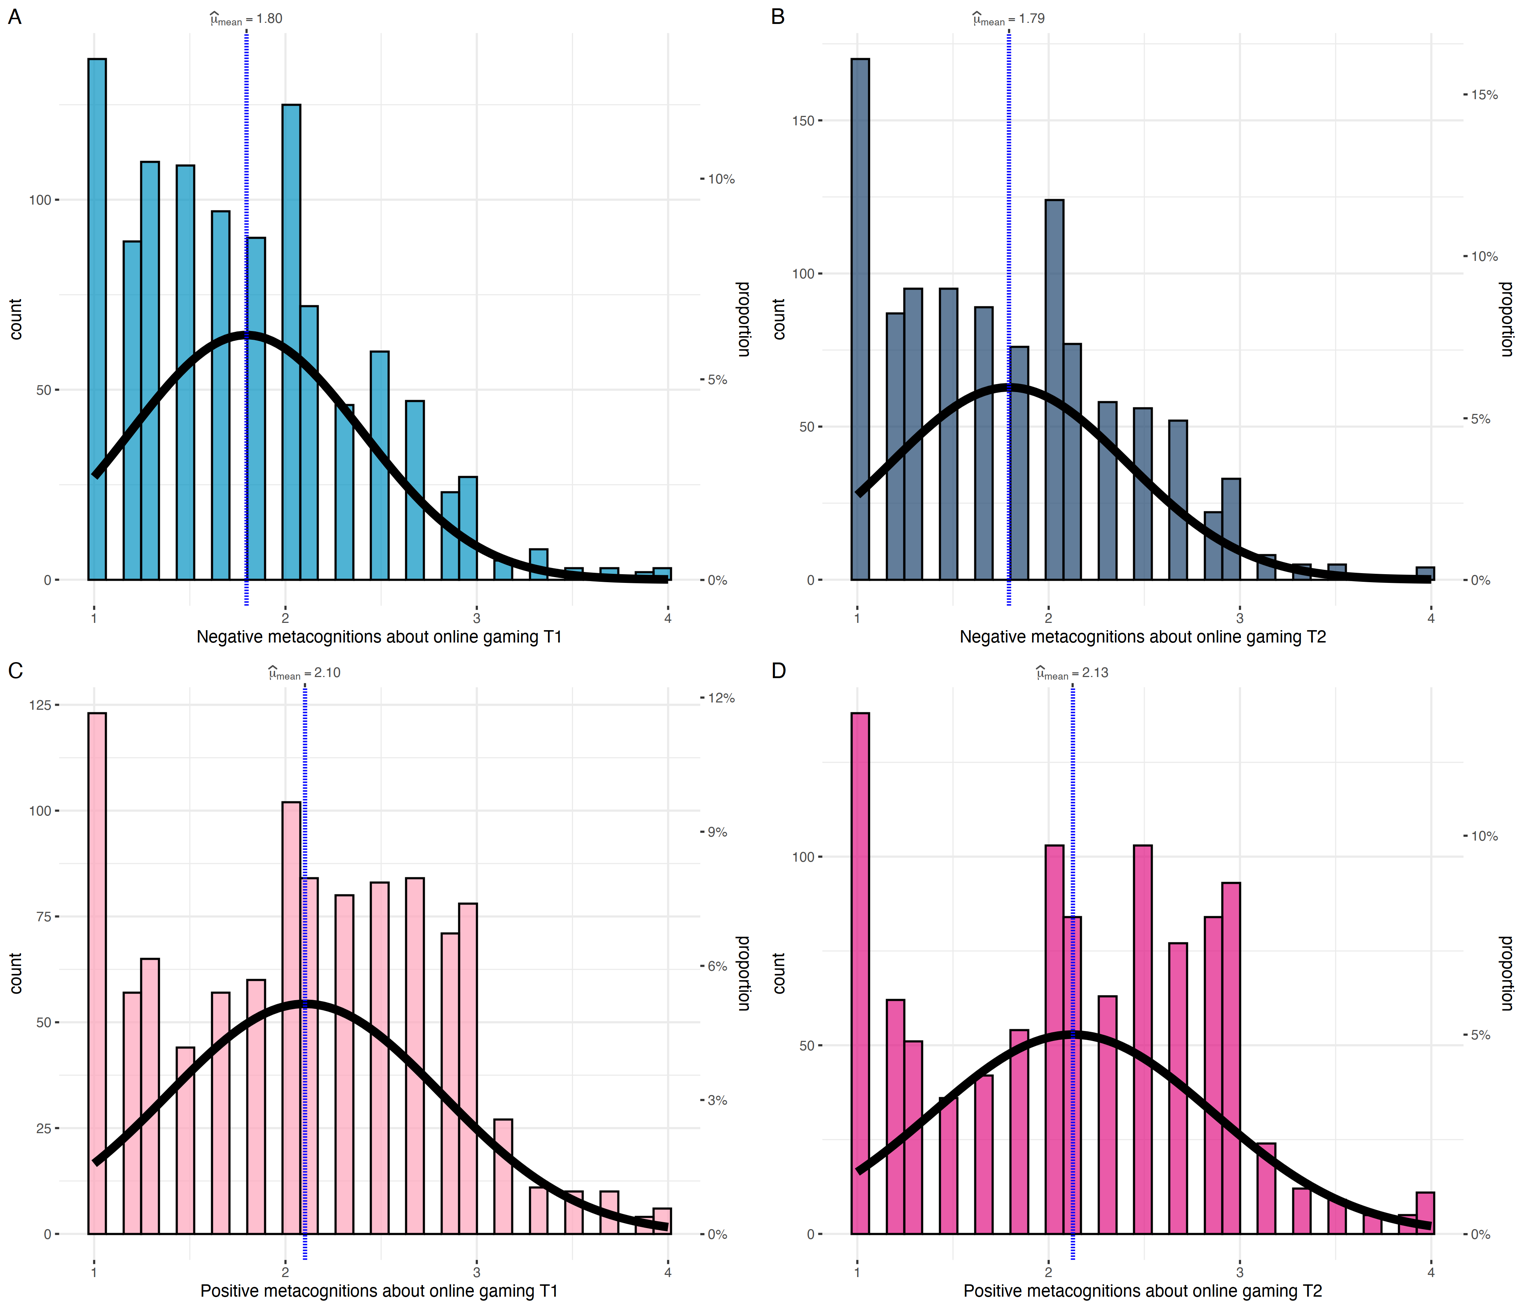 A
μ̂mean = 1.80
count
100
50
0
10%
5%
0%
proportion
1 2 3 4
Negative metacognitions about online gaming T1
B
μ̂mean = 1.79
count
150
100
50
0
15%
10%
5%
0%
proportion
1 2 3 4
Negative metacognitions about online gaming T2
C
μ̂mean = 2.10
count
125
100
75
50
25
0
12%
9%
6%
3%
0%
proportion
1 2 3 4
Positive metacognitions about online gaming T1
D
μ̂mean = 2.13
count
100
50
0
10%
5%
0%
proportion
1 2 3 4
Positive metacognitions about online gaming T2